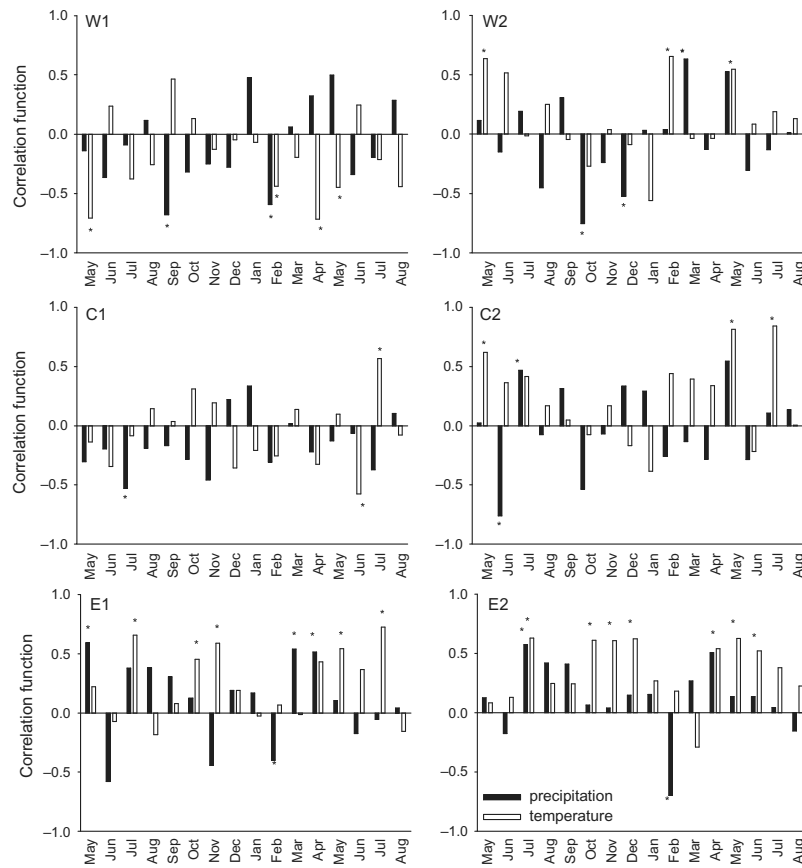 W1
Correlation function
1.0
0.5
0.0
–0.5
–1.0
May Jun Jul Aug Sep Oct Nov Dec Jan Feb Mar Apr May Jun Jul Aug
* * * * * *
W2
1.0
0.5
0.0
–0.5
–1.0
May Jun Jul Aug Sep Oct Nov Dec Jan Feb Mar Apr May Jun Jul Aug
* * * * * *
C1
Correlation function
1.0
0.5
0.0
–0.5
–1.0
May Jun Jul Aug Sep Oct Nov Dec Jan Feb Mar Apr May Jun Jul Aug
* * *
C2
1.0
0.5
0.0
–0.5
–1.0
May Jun Jul Aug Sep Oct Nov Dec Jan Feb Mar Apr May Jun Jul Aug
* * * * *
E1
Correlation function
1.0
0.5
0.0
–0.5
–1.0
May Jun Jul Aug Sep Oct Nov Dec Jan Feb Mar Apr May Jun Jul Aug
* * * * * * * * *
E2
1.0
0.5
0.0
–0.5
–1.0
May Jun Jul Aug Sep Oct Nov Dec Jan Feb Mar Apr May Jun Jul Aug
* * * * * * * * *
precipitation
temperature